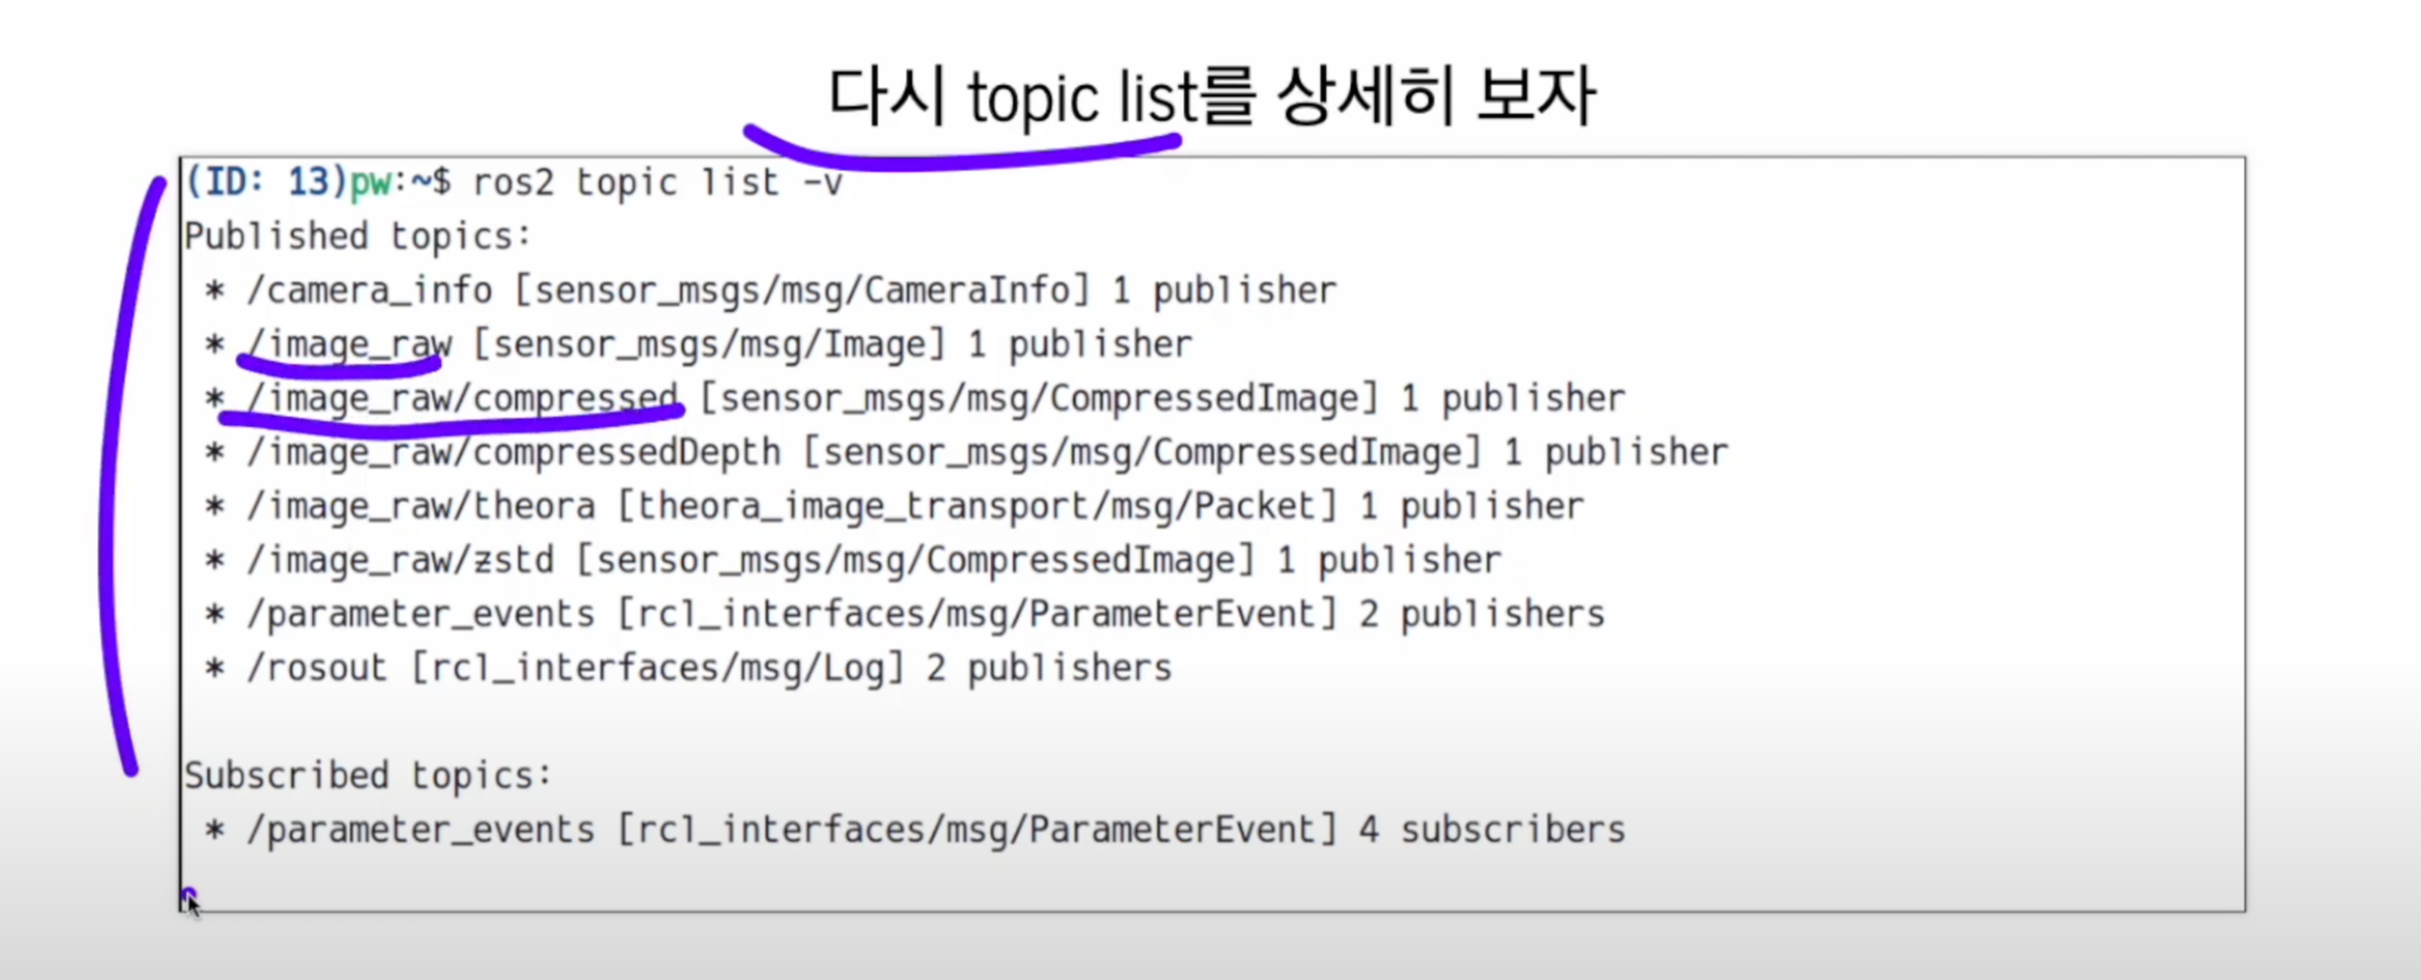 다시 topic list를 상세히 보자
(ID: 13)pw:~$ ros2 topic list -v
Published topics:
* /camera_info [sensor_msgs/msg/CameraInfo] 1 publisher
* /image_raw [sensor_msgs/msg/Image] 1 publisher
* /image_raw/compressed [sensor_msgs/msg/CompressedImage] 1 publisher
* /image_raw/compressedDepth [sensor_msgs/msg/CompressedImage] 1 publisher
* /image_raw/theora [theora_image_transport/msg/Packet] 1 publisher
* /image_raw/zstd [sensor_msgs/msg/CompressedImage] 1 publisher
* /parameter_events [rcl_interfaces/msg/ParameterEvent] 2 publishers
* /rosout [rcl_interfaces/msg/Log] 2 publishers
Subscribed topics:
* /parameter_events [rcl_interfaces/msg/ParameterEvent] 4 subscribers